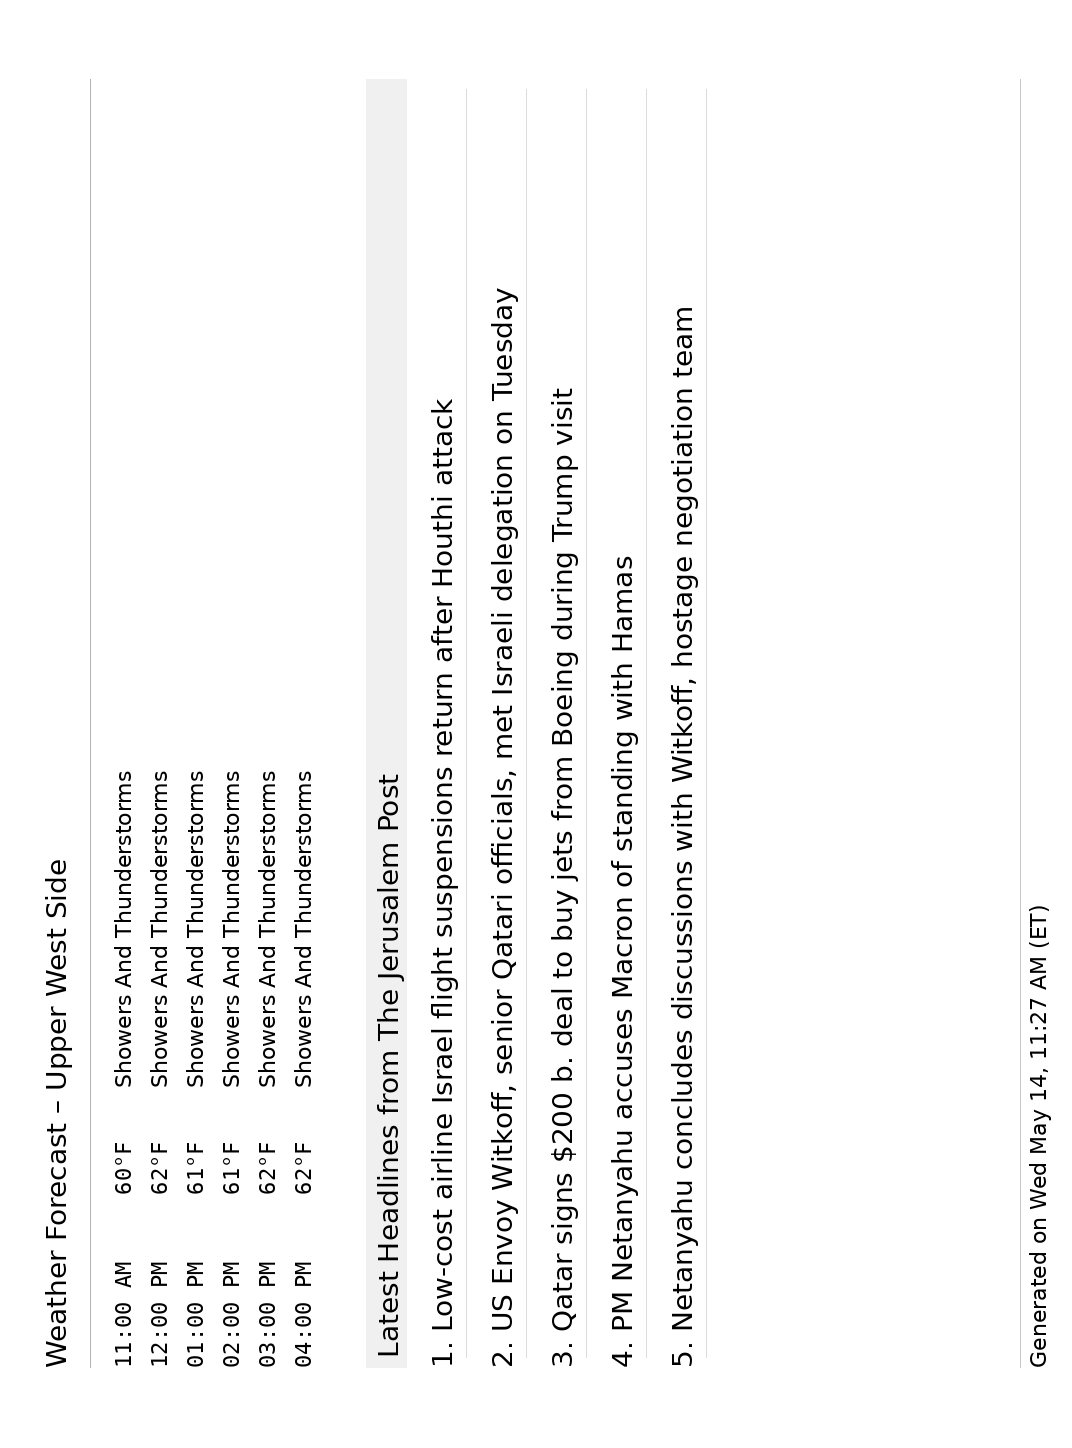 Weather Forecast – Upper West Side
11:00 AM 60°F Showers And Thunderstorms
12:00 PM 62°F Showers And Thunderstorms
01:00 PM 61°F Showers And Thunderstorms
02:00 PM 61°F Showers And Thunderstorms
03:00 PM 62°F Showers And Thunderstorms
04:00 PM 62°F Showers And Thunderstorms
Latest Headlines from The Jerusalem Post
1. Low-cost airline Israel flight suspensions return after Houthi attack
2. US Envoy Witkoff, senior Qatari officials, met Israeli delegation on Tuesday
3. Qatar signs $200 b. deal to buy jets from Boeing during Trump visit
4. PM Netanyahu accuses Macron of standing with Hamas
5. Netanyahu concludes discussions with Witkoff, hostage negotiation team
Generated on Wed May 14, 11:27 AM (ET)